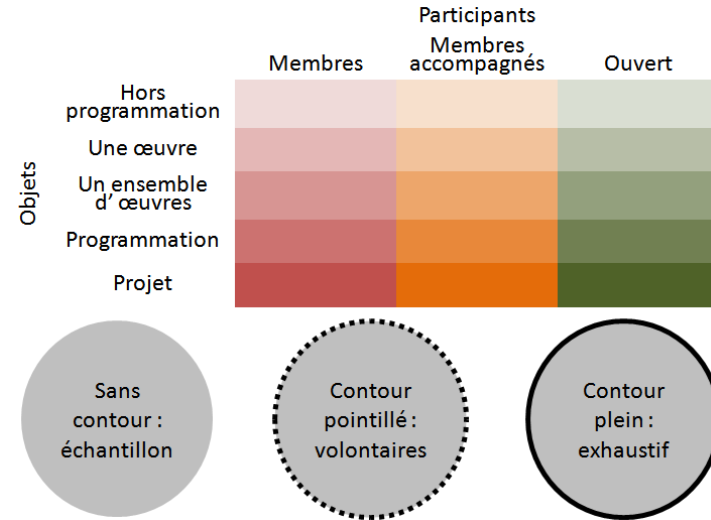 Participants
Membres
Membres
accompagnés
Ouvert
Objets
Hors
programmation
Une œuvre
Un ensemble
d’œuvres
Programmation
Projet
Sans
contour :
échantillon
Contour
pointillé :
volontaires
Contour
plein :
exhaustif